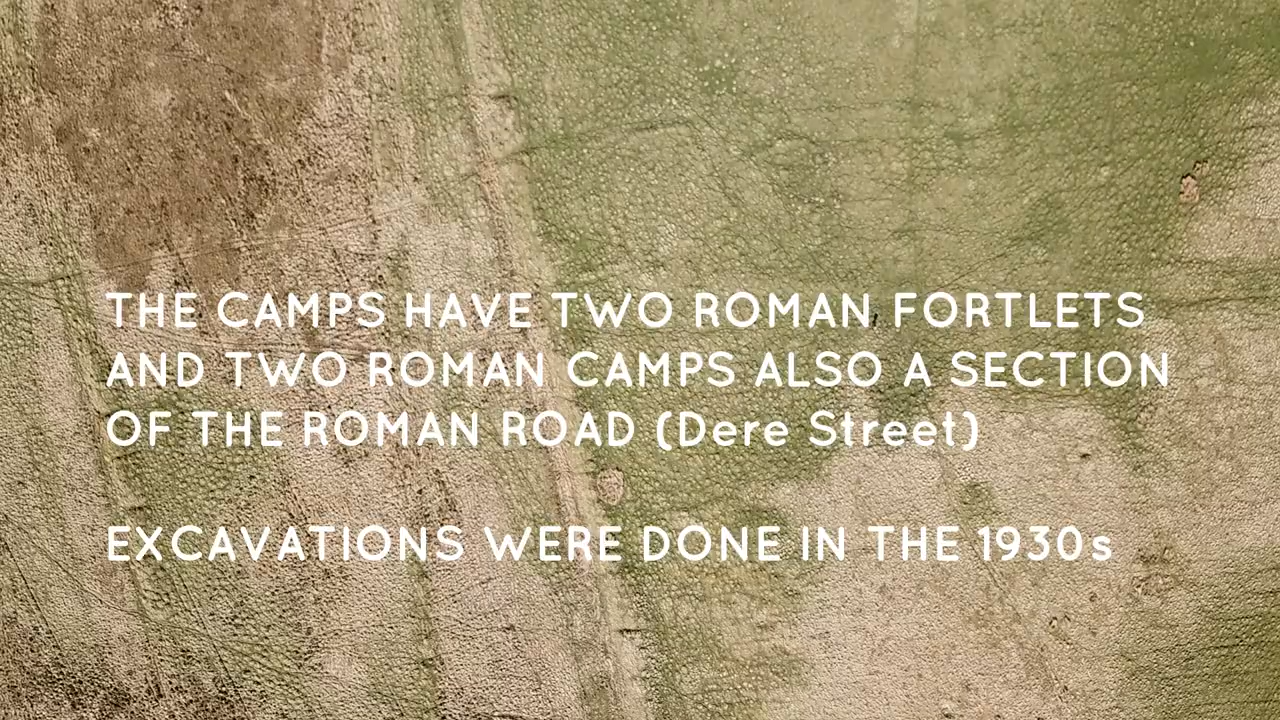 THE CAMPS HAVE TWO ROMAN FORTLETS
AND TWO ROMAN CAMPS ALSO A SECTION
OF THE ROMAN ROAD (Dere Street)
EXCAVATIONS WERE DONE IN THE 1930s